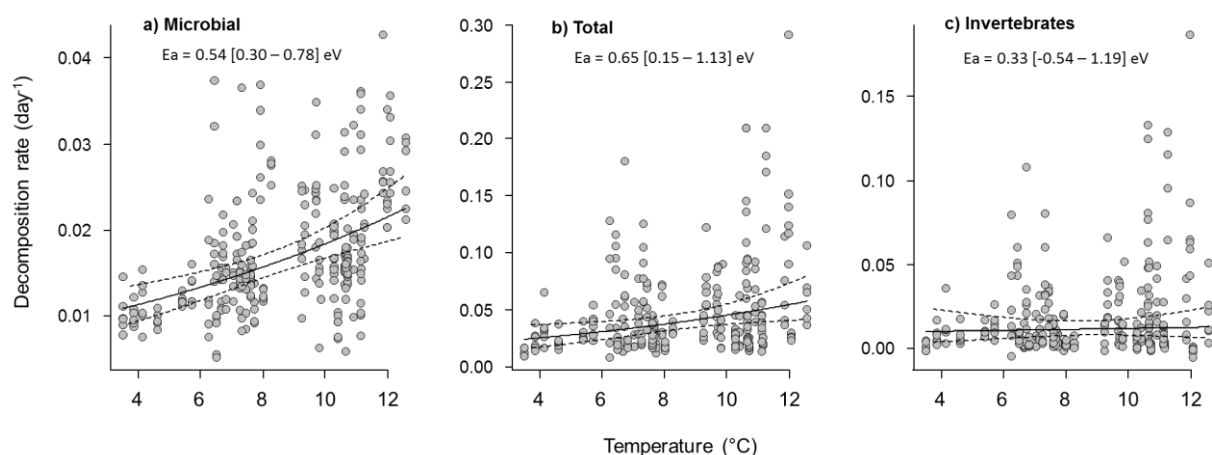 a) Microbial
Ea = 0.54 [0.30 – 0.78] eV
b) Total
Ea = 0.65 [0.15 – 1.13] eV
c) Invertebrates
Ea = 0.33 [-0.54 – 1.19] eV
Decomposition rate (day⁻¹)
0.04
0.03
0.02
0.01
4 6 8 10 12
0.30
0.25
0.20
0.15
0.10
0.05
0.00
4 6 8 10 12
0.15
0.10
0.05
0.00
4 6 8 10 12
Temperature (°C)